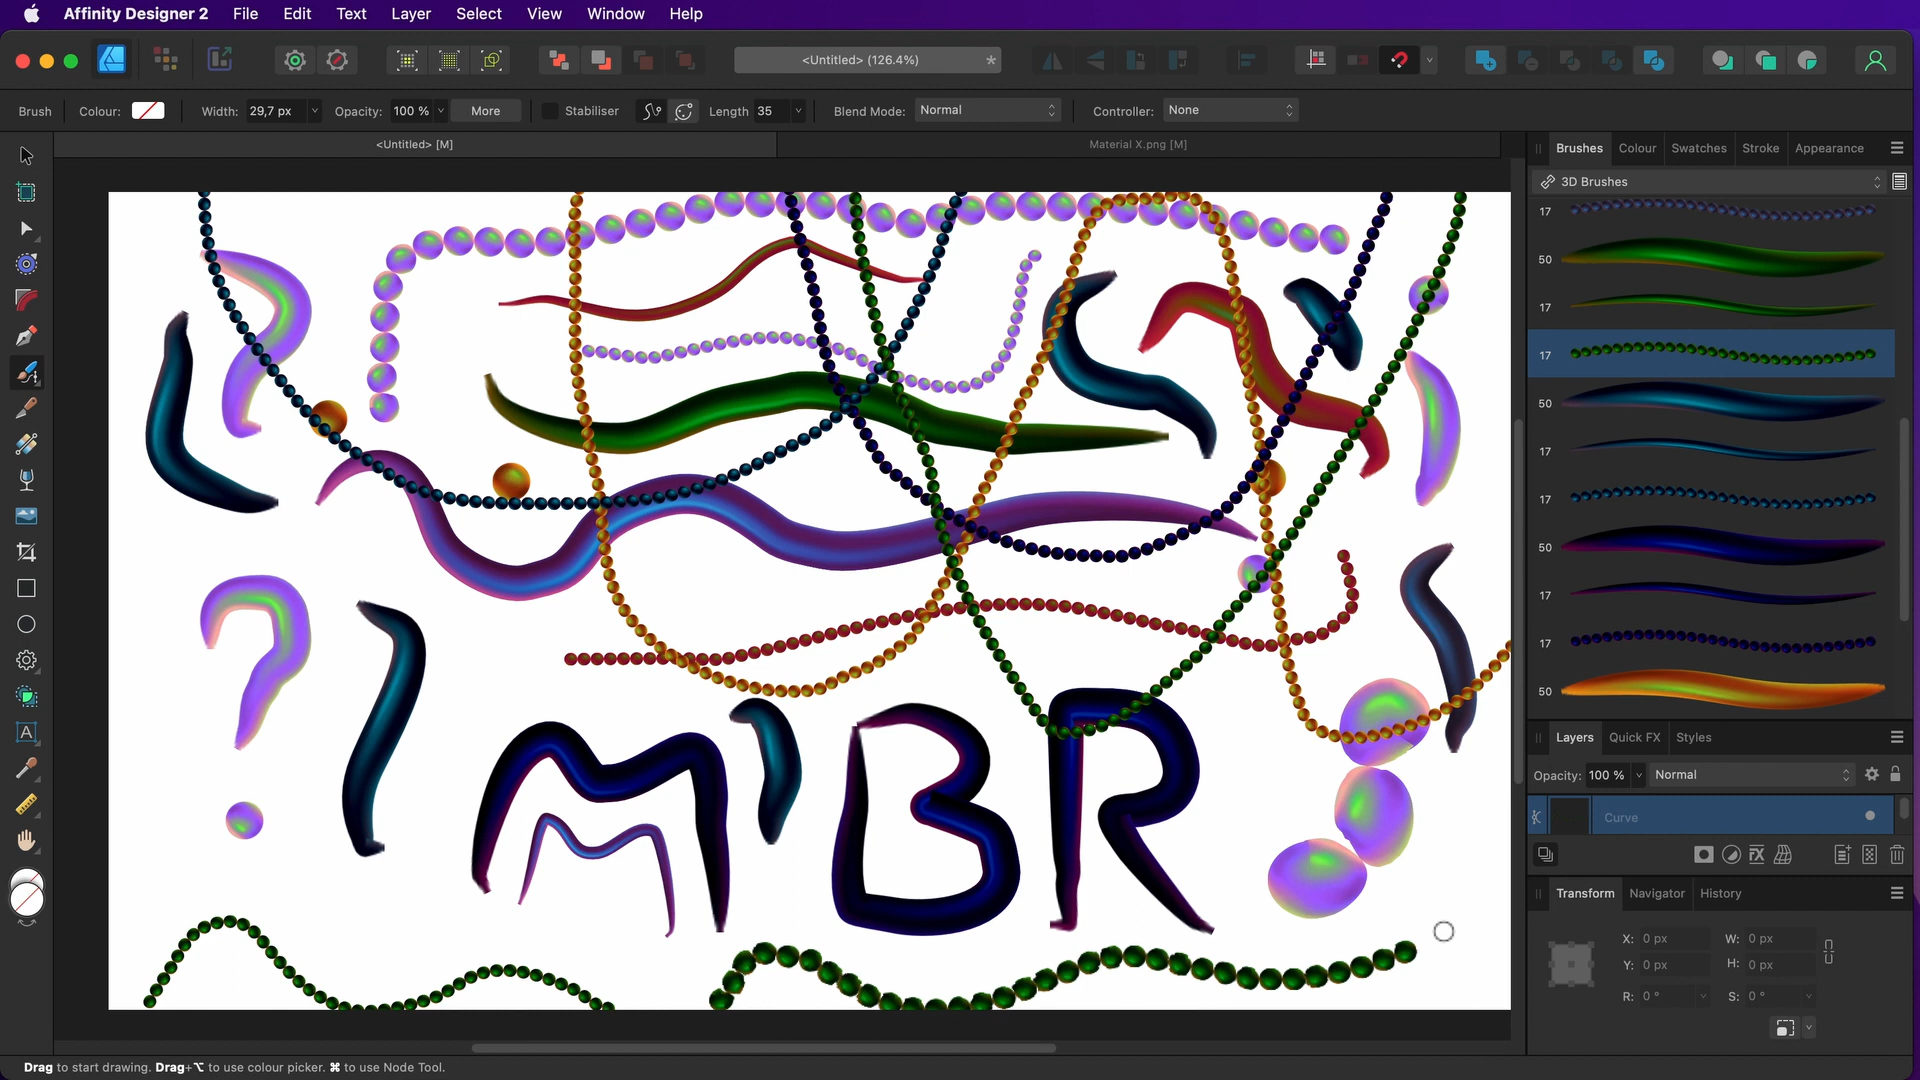 Affinity Designer 2 File Edit Text Layer Select View Window Help
<Untitled> (126.4%) *
Brush Colour: Width: 29,7 px Opacity: 100 % More Stabiliser Length 35 Blend Mode: Normal Controller: None
<Untitled> [M] Material X.png [M]
Brushes Colour Swatches Stroke Appearance
3D Brushes
17
50
17
17
50
17
17
50
17
17
50
M B R
Layers Quick FX Styles
Opacity: 100 % Normal
Curve
Transform Navigator History
X: 0 px W: 0 px
Y: 0 px H: 0 px
R: 0 ° S: 0 °
Drag to start drawing. Drag+⌥ to use colour picker. ⌘ to use Node Tool.